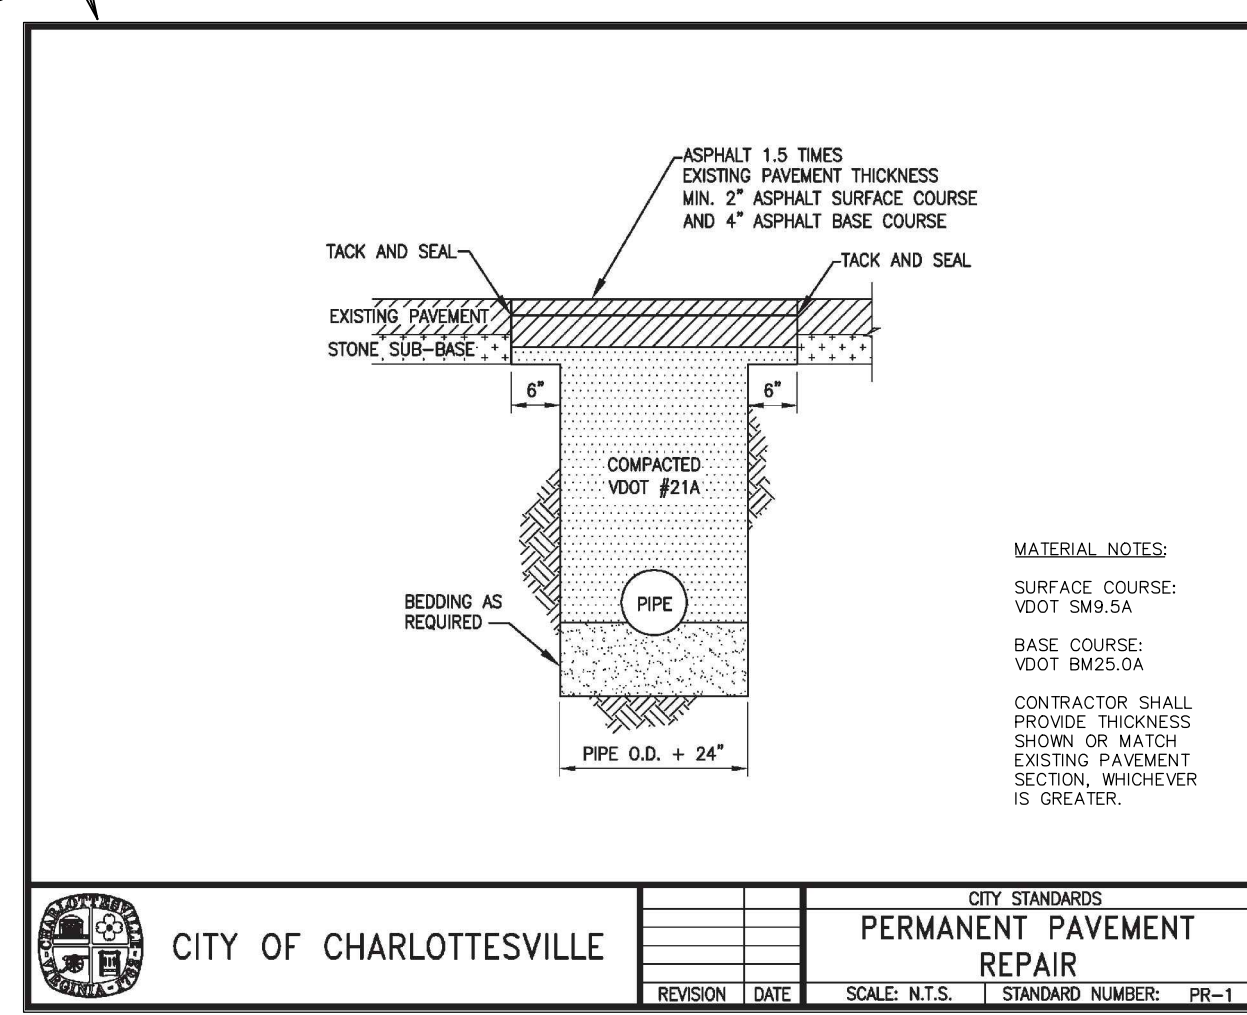 ASPHALT 1.5 TIMES
EXISTING PAVEMENT THICKNESS
MIN. 2" ASPHALT SURFACE COURSE
AND 4" ASPHALT BASE COURSE
TACK AND SEAL
TACK AND SEAL
EXISTING PAVEMENT
STONE SUB-BASE
6"
6"
COMPACTED
VDOT #21A
BEDDING AS
REQUIRED
PIPE
PIPE O.D. + 24"
MATERIAL NOTES:
SURFACE COURSE:
VDOT SM9.5A
BASE COURSE:
VDOT BM25.0A
CONTRACTOR SHALL
PROVIDE THICKNESS
SHOWN OR MATCH
EXISTING PAVEMENT
SECTION, WHICHEVER
IS GREATER.
CHARLOTTESVILLE
VIRGINIA-1762
CITY OF CHARLOTTESVILLE
REVISION DATE
CITY STANDARDS
PERMANENT PAVEMENT
REPAIR
SCALE: N.T.S. STANDARD NUMBER: PR-1